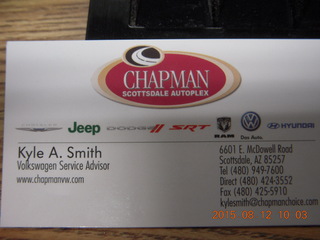 CHAPMAN
SCOTTSDALE AUTOPLEX
Jeep DODGE SRT RAM Das Auto. HYUNDAI
Kyle A. Smith
Volkswagen Service Advisor
www.chapmanvw.com
6601 E. McDowell Road
Scottsdale, AZ 85257
Tel (480) 949-7600
Direct (480) 424-3552
Fax (480) 425-5910
kylesmith@chapmanchoice.com
2015.08.12 10:03